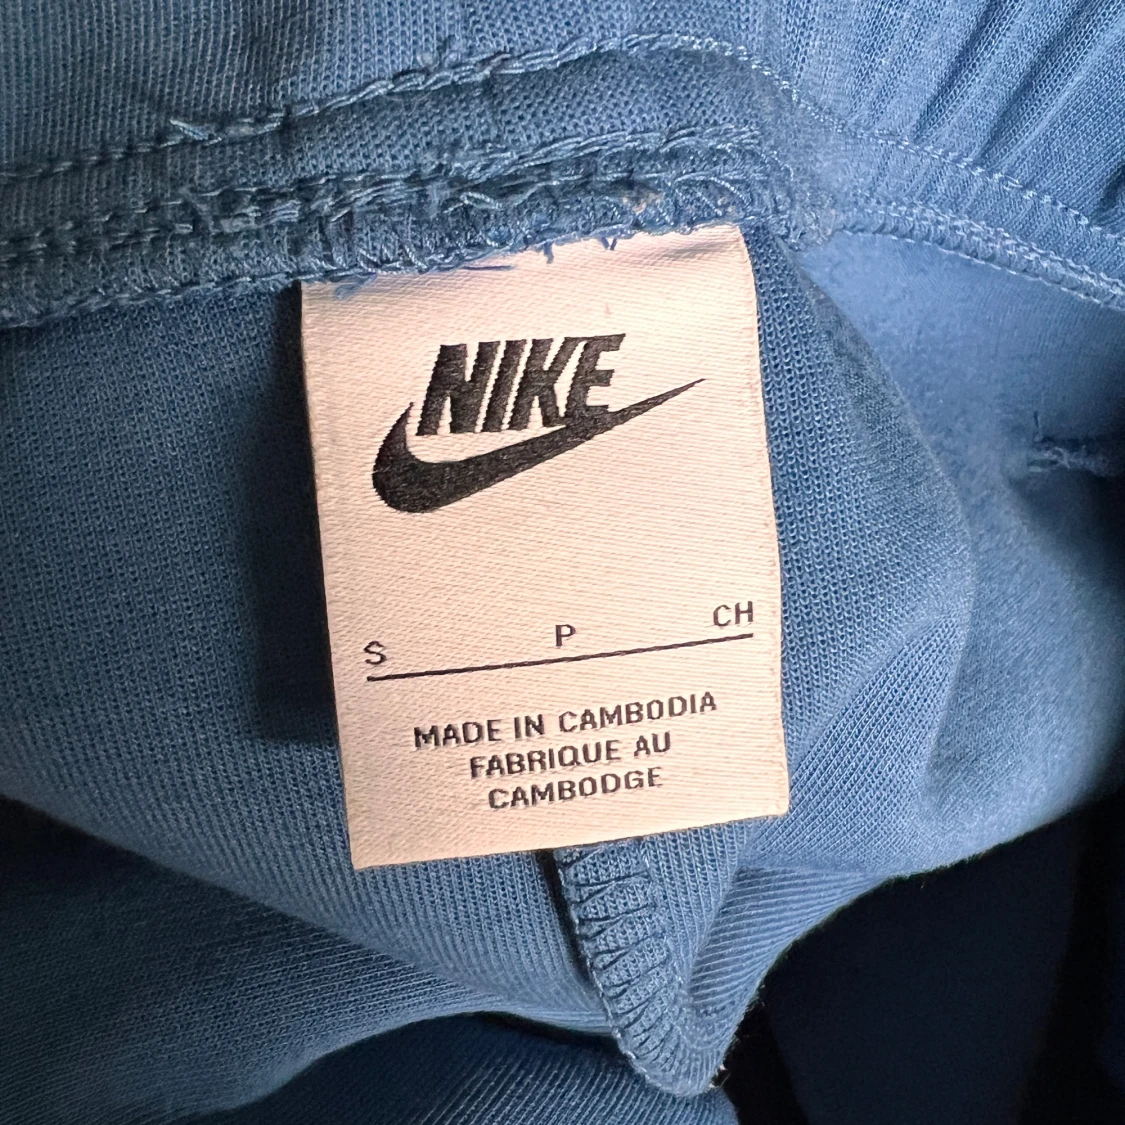 NIKE
S P CH
MADE IN CAMBODIA
FABRIQUE AU
CAMBODGE